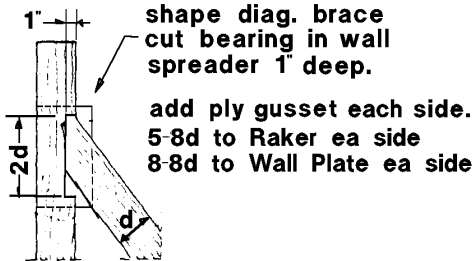 1"
shape diag. brace
cut bearing in wall
spreader 1" deep.
add ply gusset each side.
5-8d to Raker ea side
8-8d to Wall Plate ea side
2d
d